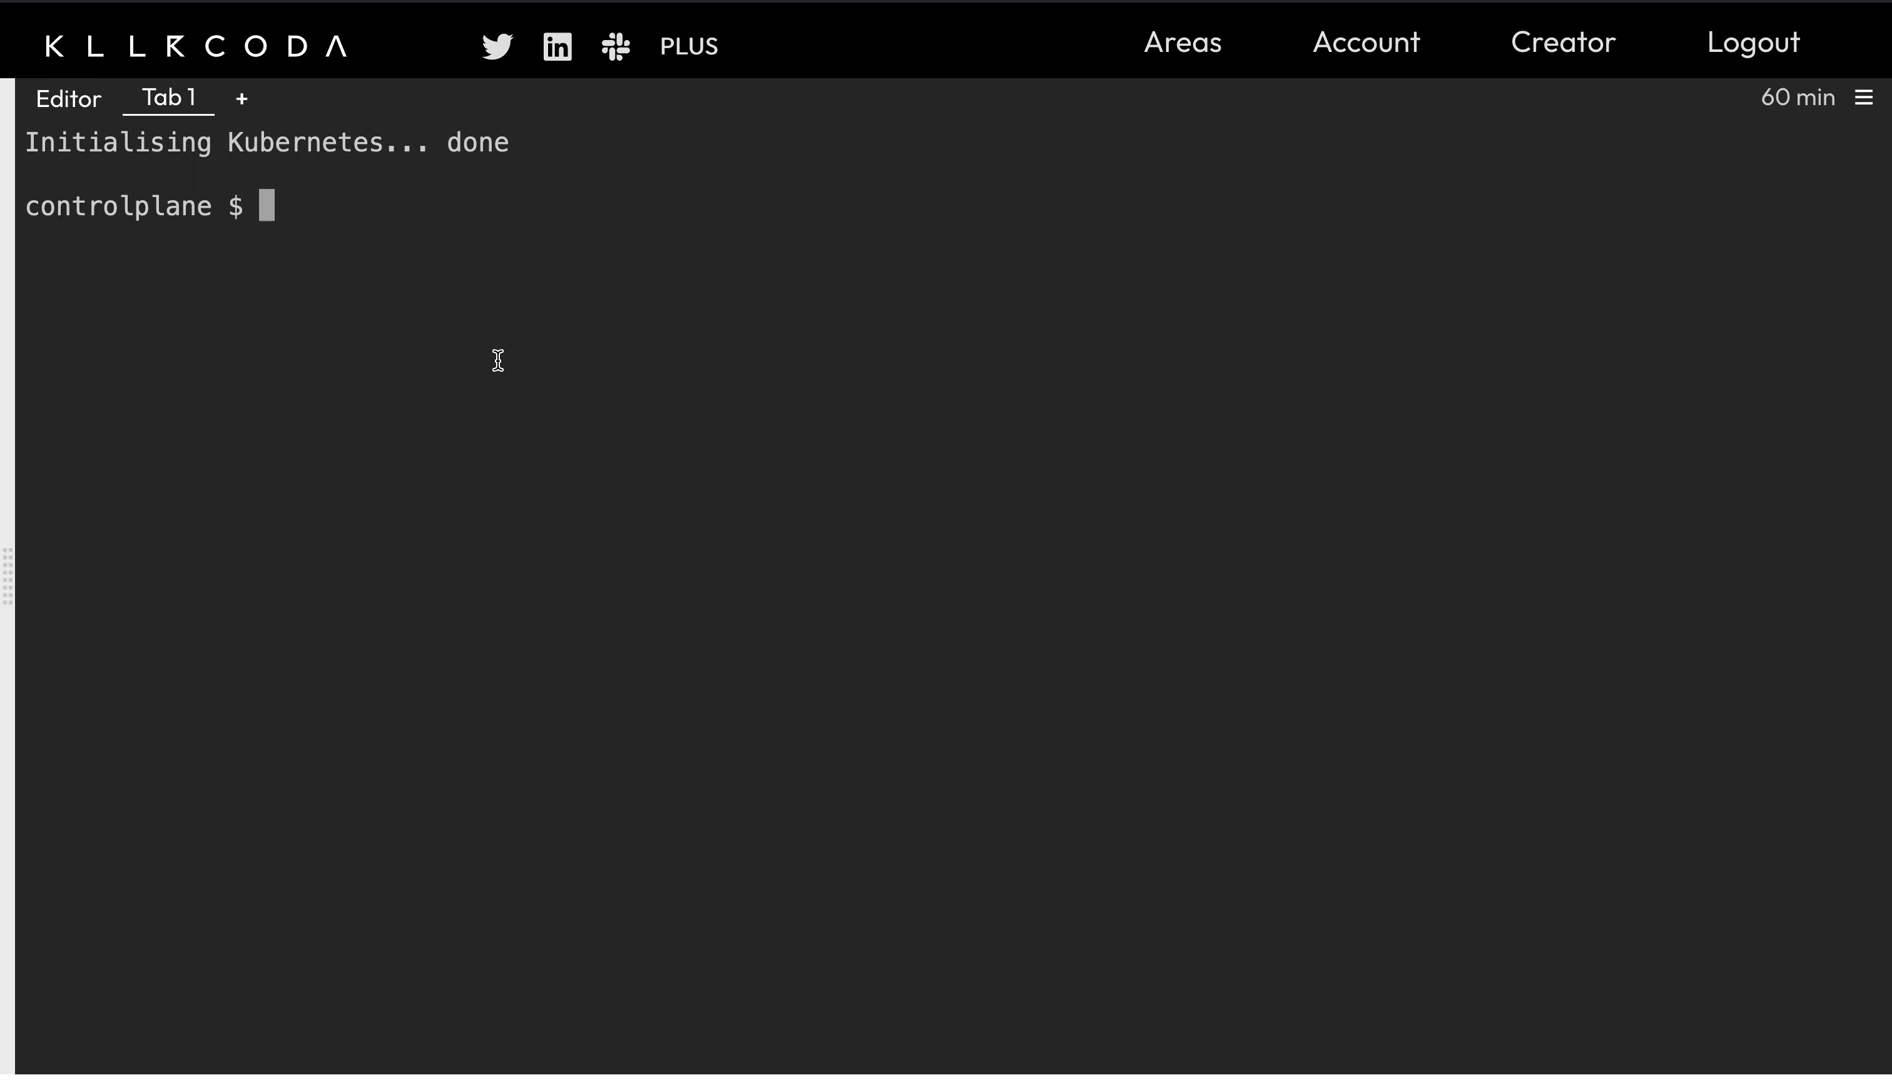 KILLERCODA PLUS Areas Account Creator Logout
Editor Tab 1 + 60 min
Initialising Kubernetes... done
controlplane $